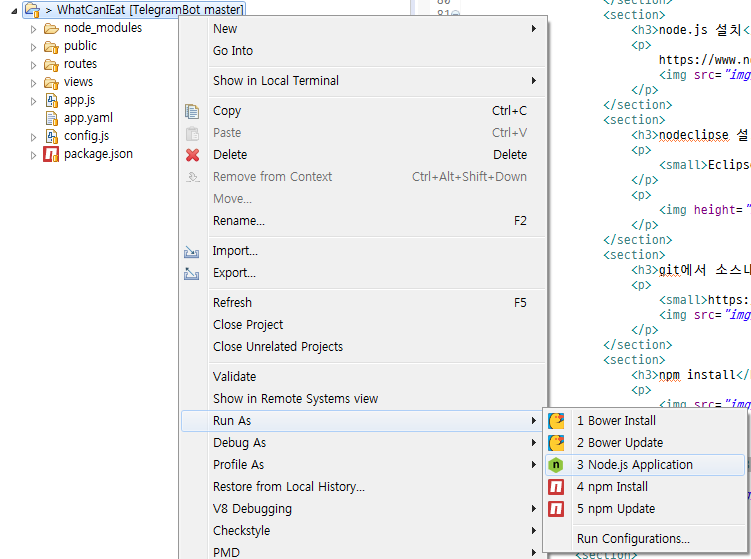 > WhatCanIEat [TelegramBot master]
node_modules
public
routes
views
app.js
app.yaml
config.js
package.json
New
Go Into
Show in Local Terminal
Copy Ctrl+C
Paste Ctrl+V
Delete Delete
Remove from Context Ctrl+Alt+Shift+Down
Move...
Rename... F2
Import...
Export...
Refresh F5
Close Project
Close Unrelated Projects
Validate
Show in Remote Systems view
Run As
Debug As
Profile As
Restore from Local History...
V8 Debugging
Checkstyle
PMD
1 Bower Install
2 Bower Update
3 Node.js Application
4 npm Install
5 npm Update
Run Configurations...
80
81
</section>
<section>
<h3>node.js 설치<
<p>
https://www.n
<img src="img
</p>
</section>
<section>
<h3>nodeclipse 설
<p>
<small>Eclips
</p>
<p>
<img height="
</p>
</section>
<section>
<h3>git에서 소스
<p>
<small>https:
<img src="img
</p>
</section>
<section>
<h3>npm install</
<p>
<img src="img
<section>